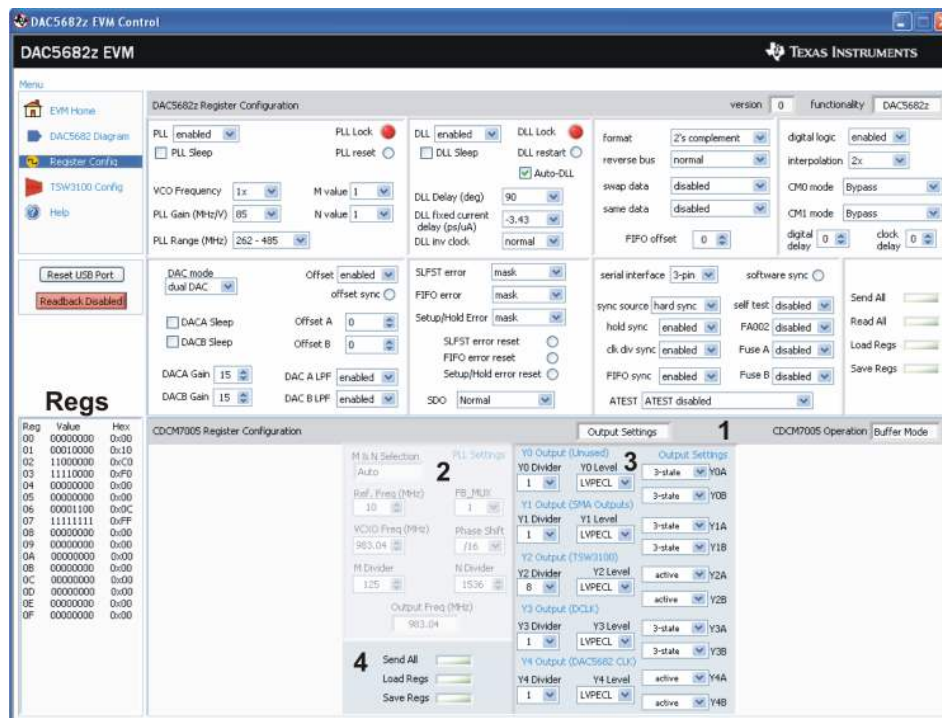 DAC5682z EVM Control
DAC5682z EVM
TEXAS INSTRUMENTS
Menu
EVM Home
DAC5682 Diagram
Register Config
TSW3100 Config
Help
Reset USB Port
Readback Disabled
Regs
Reg Value Hex
00 00000000 0x00
01 00010000 0x10
02 11000000 0xC0
03 11110000 0xF0
04 00000000 0x00
05 00000000 0x00
06 00001100 0x0C
07 11111111 0xFF
08 00000000 0x00
09 00000000 0x00
0A 00000000 0x00
0B 00000000 0x00
0C 00000000 0x00
0D 00000000 0x00
0E 00000000 0x00
0F 00000000 0x00
DAC5682z Register Configuration version 0 functionality DAC5682z
PLL enabled PLL Lock
PLL Sleep PLL reset
VCO Frequency 1x M value 1
PLL Gain (MHz/V) 85 N value 1
PLL Range (MHz) 262 - 485
DLL enabled DLL Lock
DLL Sleep DLL restart
Auto-DLL
DLL Delay (deg) 90
DLL fixed current
delay (ps/uA) -3.43
DLL inv clock normal
format 2's complement
reverse bus normal
swap data disabled
same data disabled
FIFO offset 0
digital logic enabled
interpolation 2x
CM0 mode Bypass
CM1 mode Bypass
digital delay 0 clock delay 0
DAC mode
dual DAC
Offset enabled
offset sync
DACA Sleep Offset A 0
DACB Sleep Offset B 0
DACA Gain 15 DAC A LPF enabled
DACB Gain 15 DAC B LPF enabled
SLFST error mask
FIFO error mask
Setup/Hold Error mask
SLFST error reset
FIFO error reset
Setup/Hold error reset
SDO Normal
serial interface 3-pin software sync
sync source hard sync self test disabled
hold sync enabled FA002 disabled
clk div sync enabled Fuse A disabled
FIFO sync enabled Fuse B disabled
ATEST ATEST disabled
Send All
Read All
Load Regs
Save Regs
CDCM7005 Register Configuration Output Settings 1 CDCM7005 Operation Buffer Mode
M & N Selection PLL Settings
Auto 2
Ref. Freq (MHz) FB_MUX
10 1
VCXO Freq (MHz) Phase Shift
983.04 /16
M Divider N Divider
125 1536
Output Freq (MHz)
983.04
4 Send All
Load Regs
Save Regs
Y0 Output (Unused) 3 Output Settings
Y0 Divider Y0 Level
1 LVPECL
3-state Y0A
3-state Y0B
Y1 Output (SMA Outputs)
Y1 Divider Y1 Level
1 LVPECL
3-state Y1A
3-state Y1B
Y2 Output (TSW3100)
Y2 Divider Y2 Level
8 LVPECL
active Y2A
active Y2B
Y3 Output (DCLK)
Y3 Divider Y3 Level
1 LVPECL
3-state Y3A
3-state Y3B
Y4 Output (DAC5682 CLK)
Y4 Divider Y4 Level
1 LVPECL
active Y4A
active Y4B